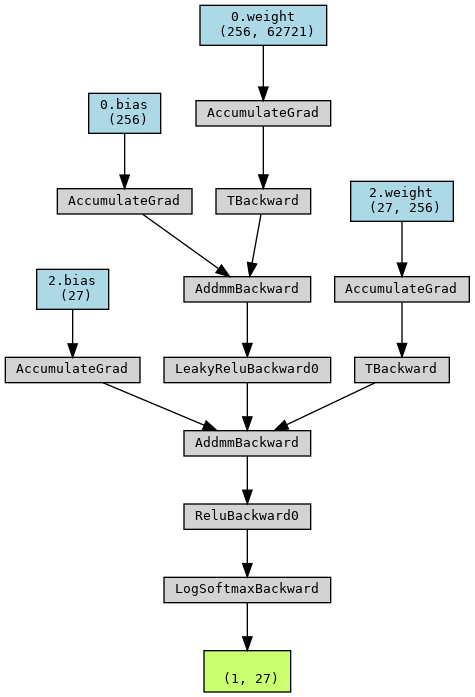 0.weight
(256, 62721)
0.bias
(256)
AccumulateGrad
AccumulateGrad
TBackward
2.weight
(27, 256)
2.bias
(27)
AddmmBackward
AccumulateGrad
AccumulateGrad
LeakyReluBackward0
TBackward
AddmmBackward
ReluBackward0
LogSoftmaxBackward
(1, 27)